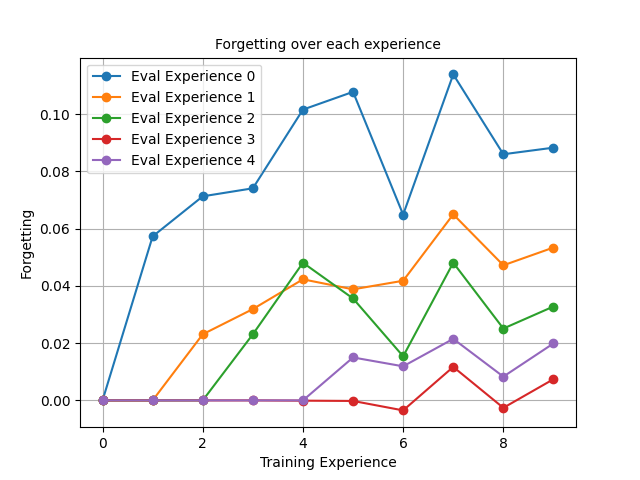 Forgetting over each experience
Eval Experience 0
Eval Experience 1
Eval Experience 2
Eval Experience 3
Eval Experience 4
0.10
0.08
0.06
0.04
0.02
0.00
Forgetting
0 2 4 6 8
Training Experience